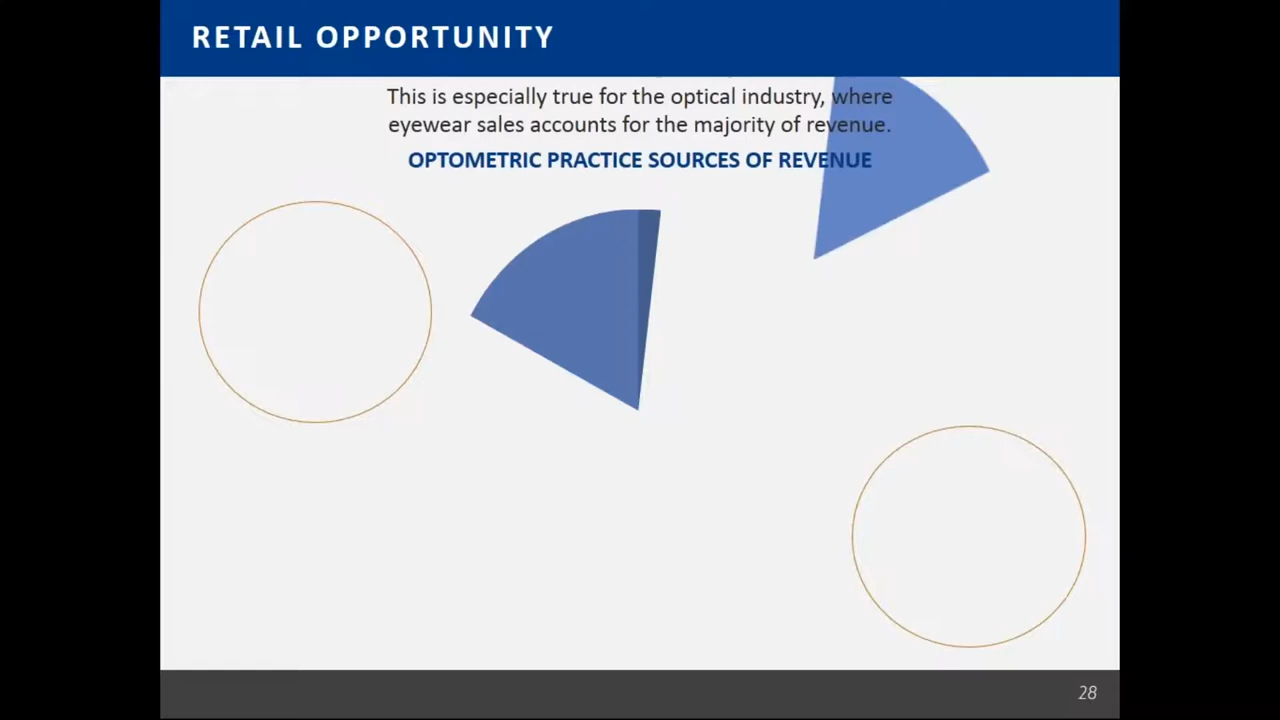 RETAIL OPPORTUNITY
This is especially true for the optical industry, where
eyewear sales accounts for the majority of revenue.
OPTOMETRIC PRACTICE SOURCES OF REVENUE
28